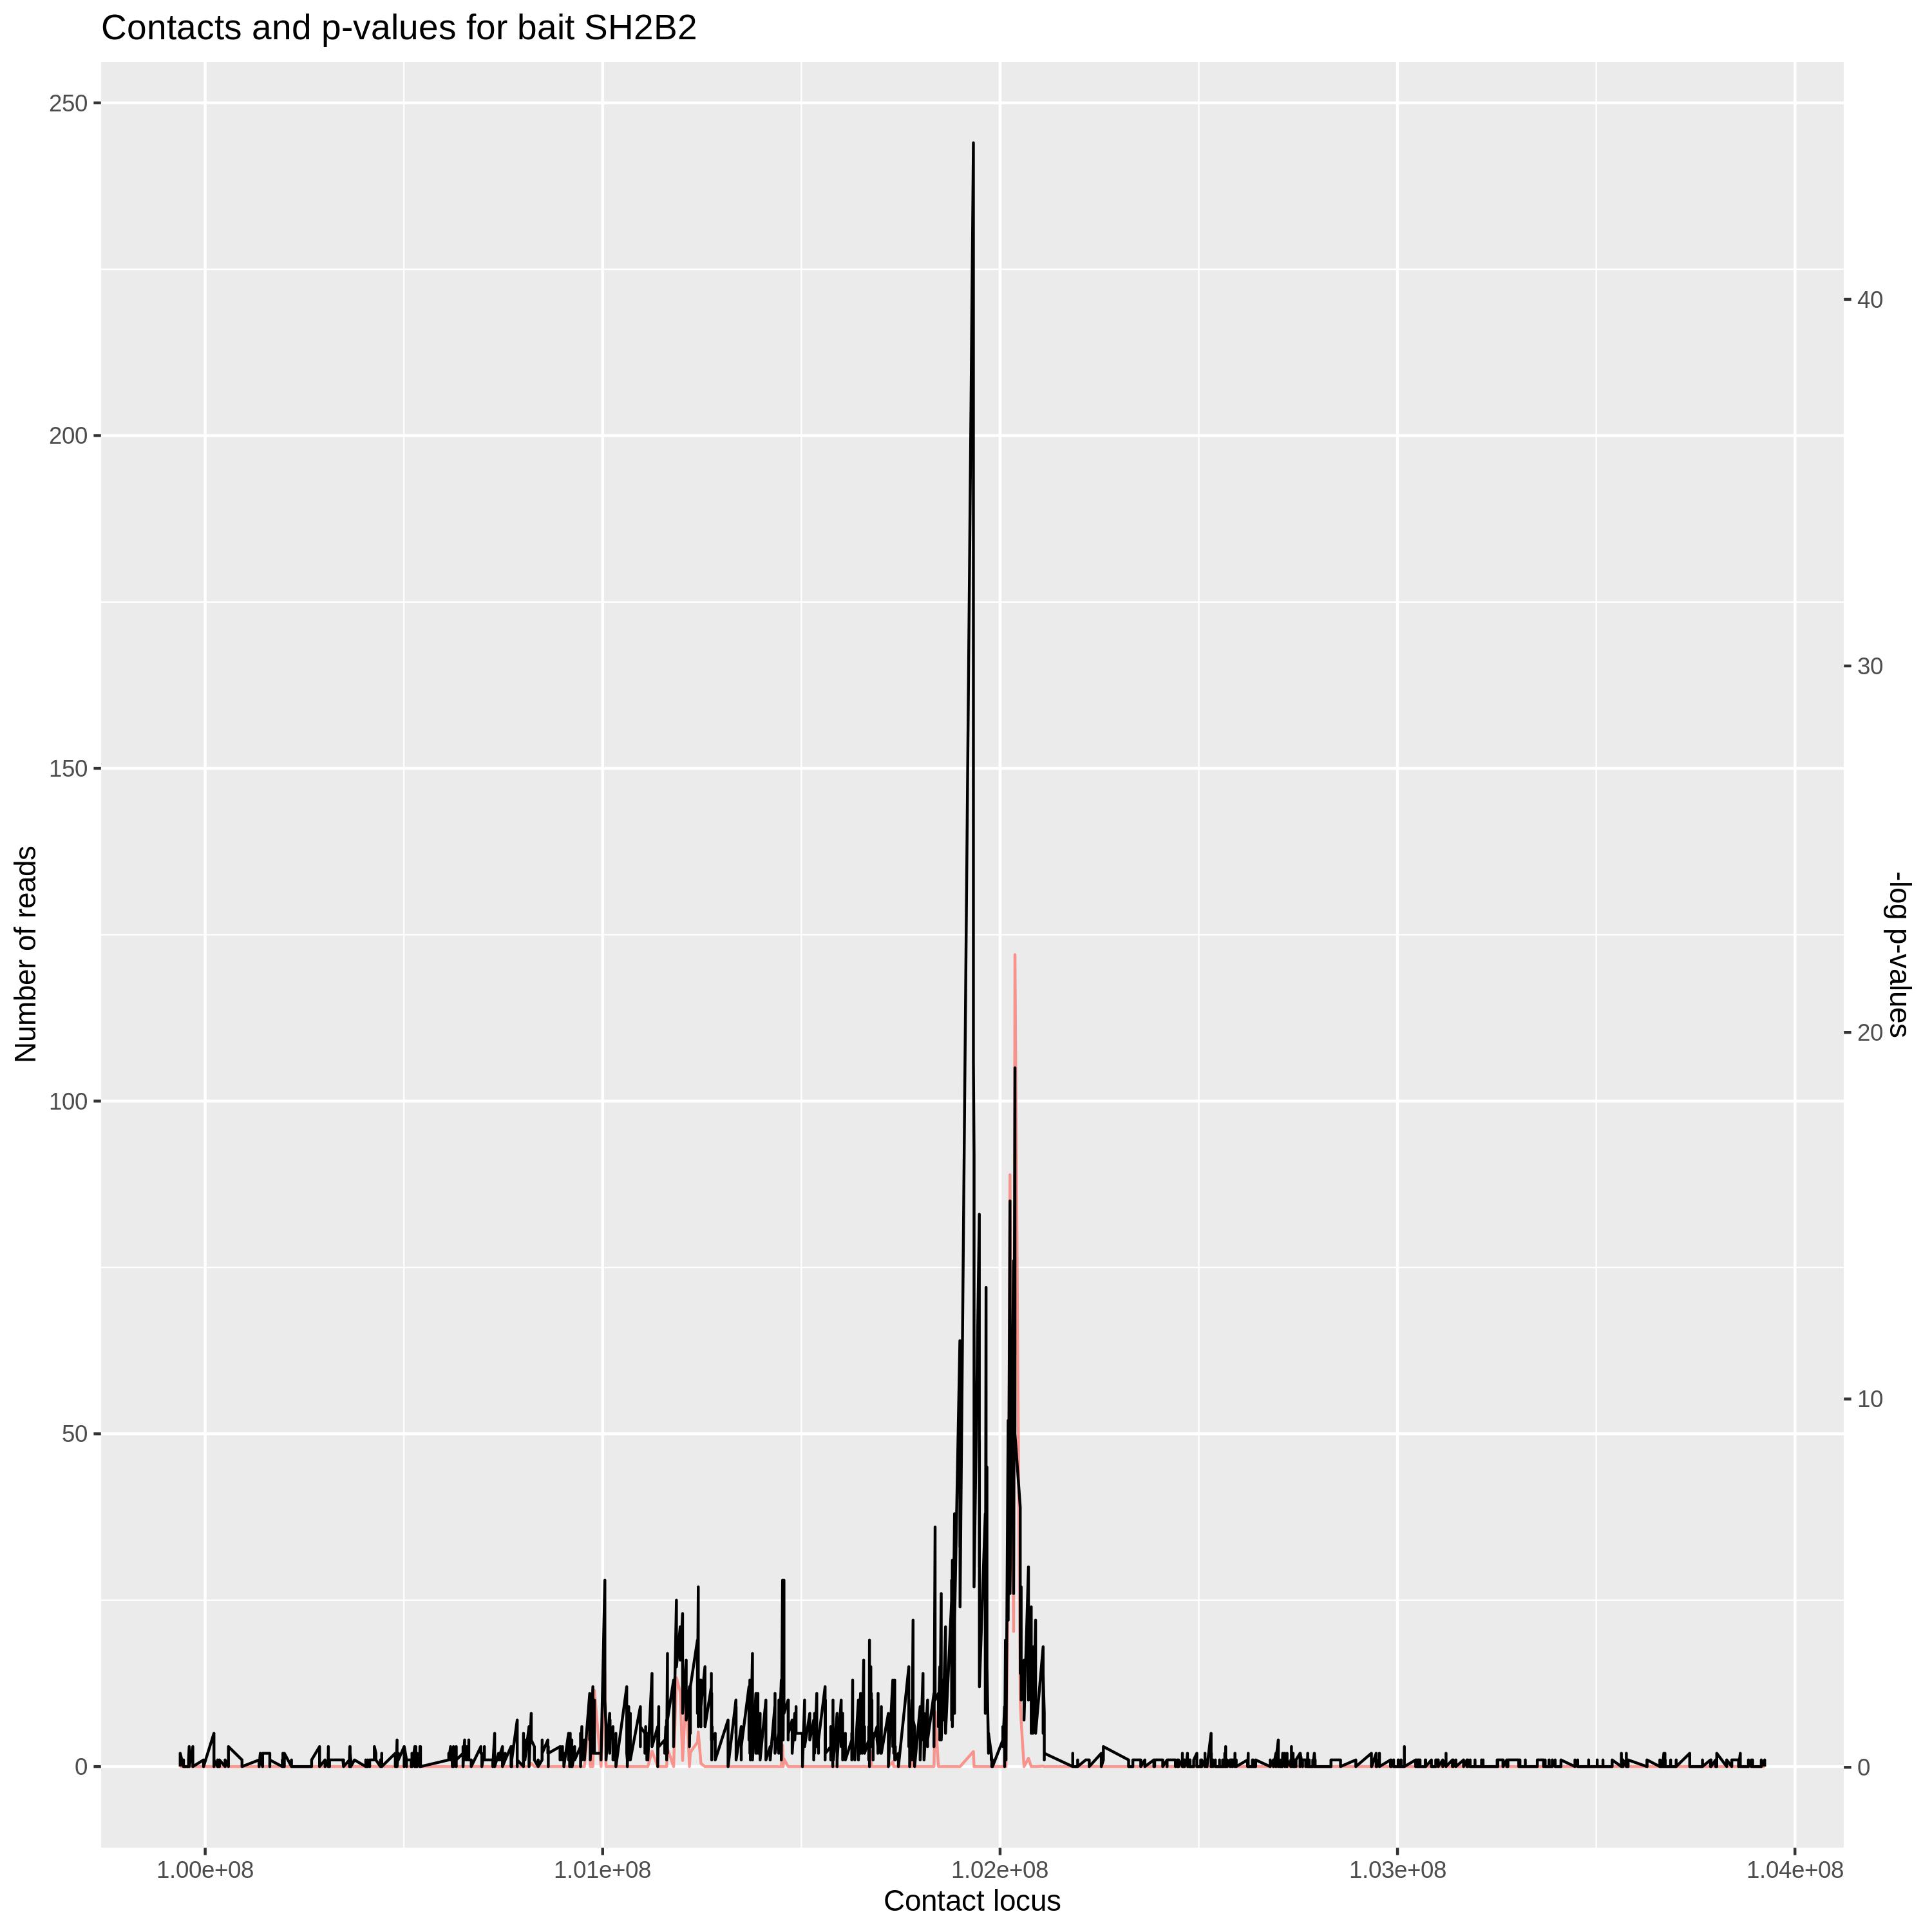 Contacts and p-values for bait SH2B2
250
200
150
100
50
0
Number of reads
40
30
20
10
0
-log p-values
1.00e+08 1.01e+08 1.02e+08 1.03e+08 1.04e+08
Contact locus